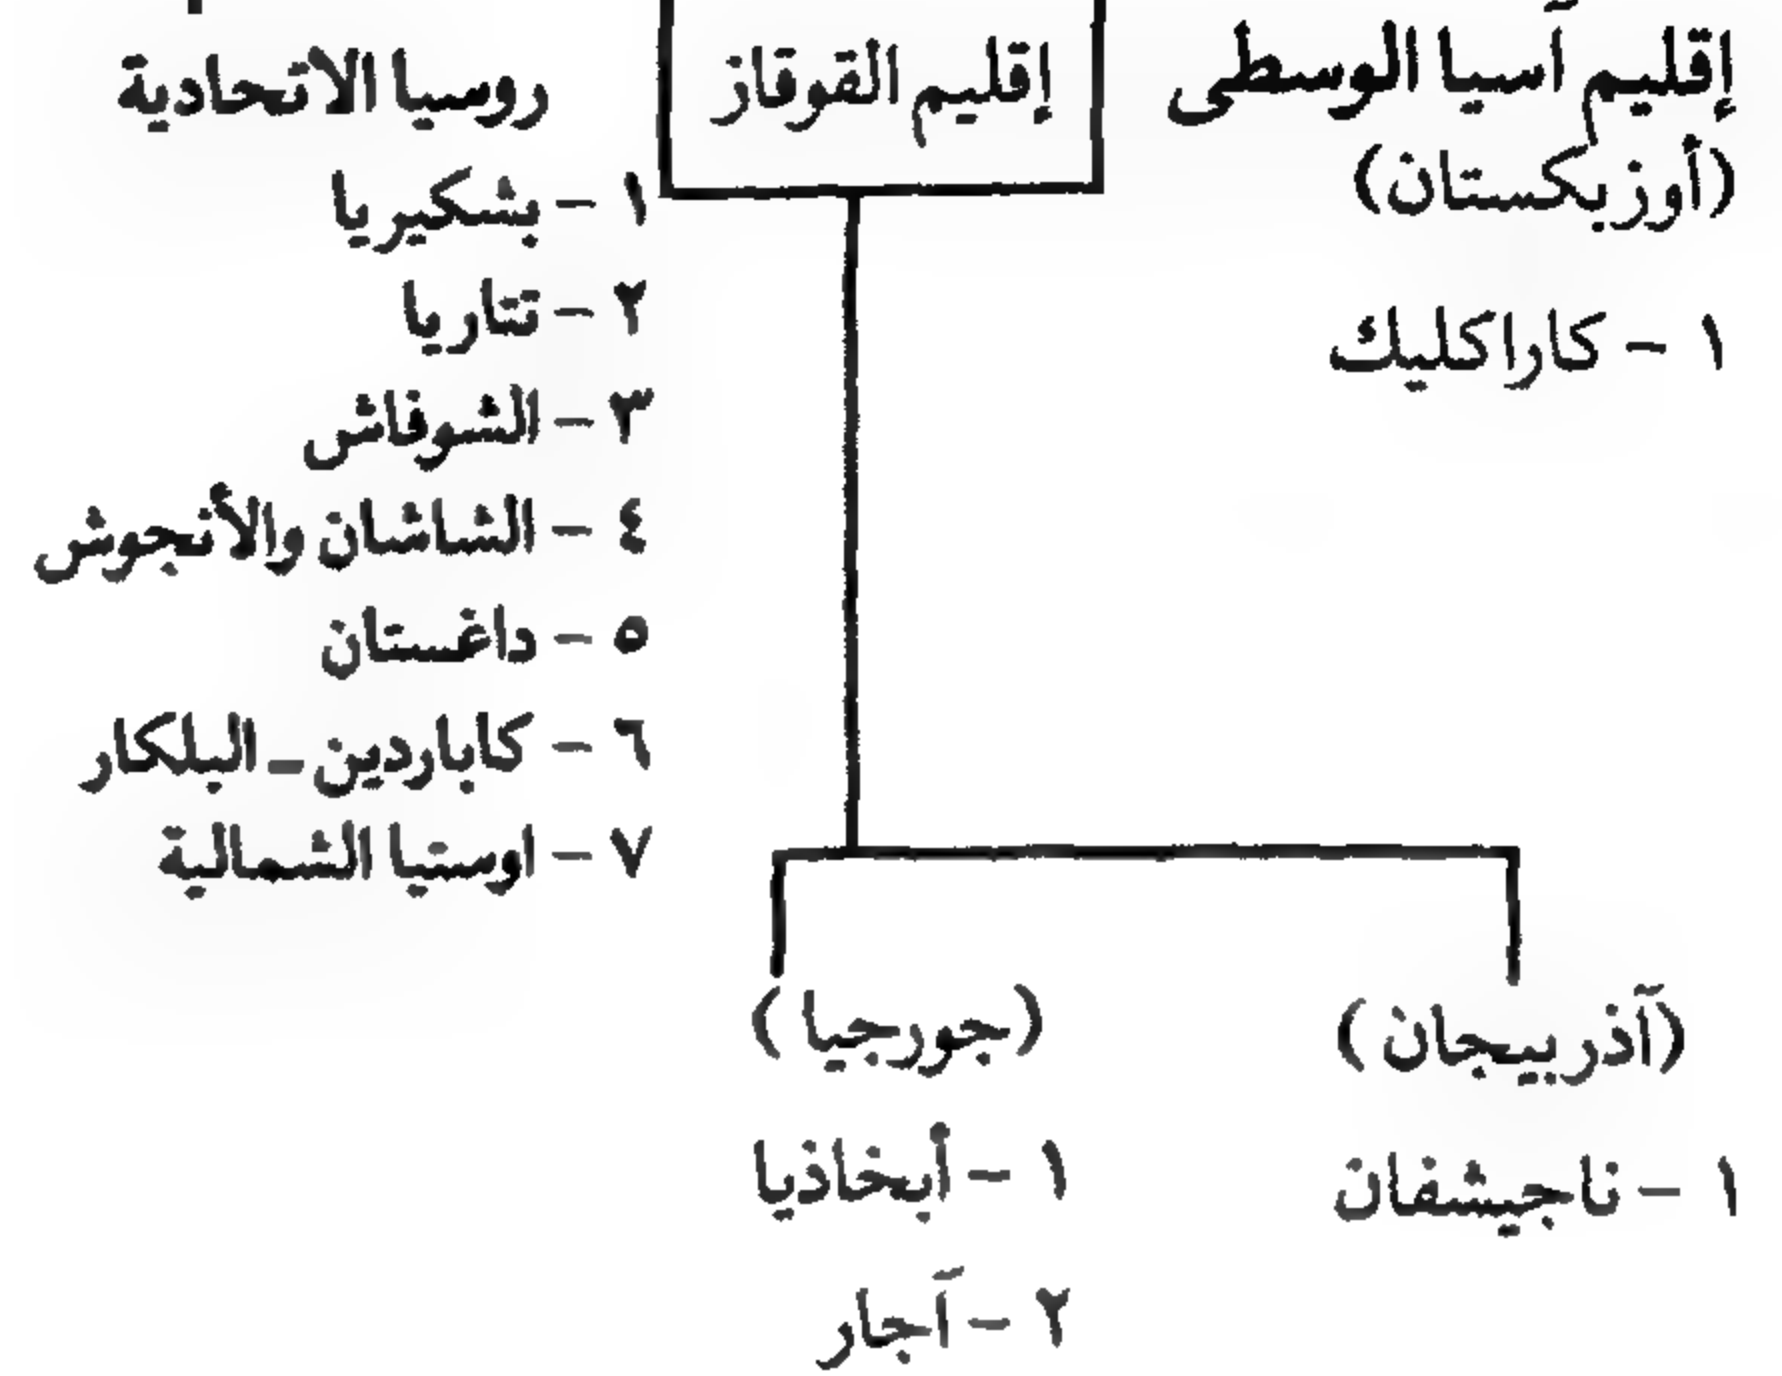 إقليم آسيا الوسطى
(أوزبكستان)
١ - كاراكليك
إقليم القوقاز
(آذربيجان)
١ - ناجيشفان
(جورجيا)
١ - أبخاذيا
٢ - آجار
روسيا الاتحادية
١ - بشكيريا
٢ - تتاريا
٣ - الشوفاش
٤ - الشاشان والأنجوش
٥ - داغستان
٦ - كاباردين - البلكار
٧ - اوستيا الشمالية